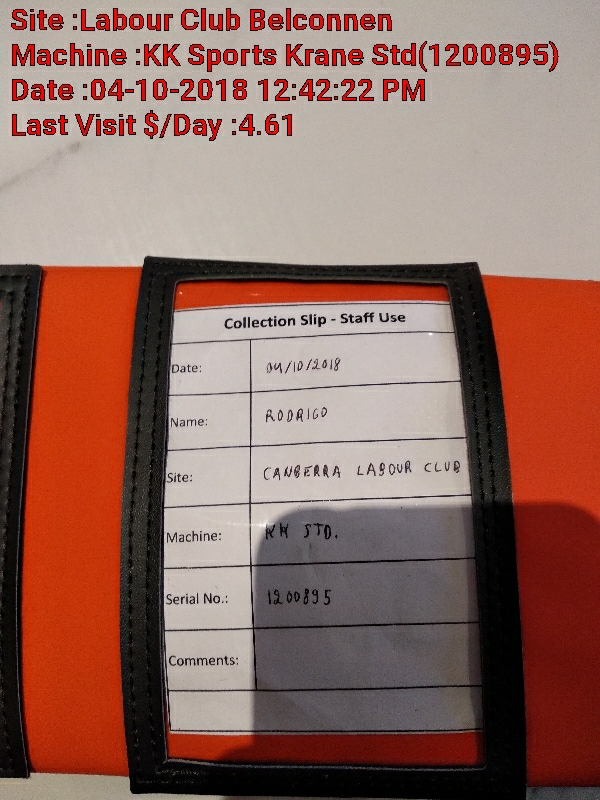 Site :Labour Club Belconnen
Machine :KK Sports Krane Std(1200895)
Date :04-10-2018 12:42:22 PM
Last Visit $/Day :4.61
Collection Slip - Staff Use
Date: 04/10/2018
Name: RODRIGO
Site: CANBERRA LABOUR CLUB
Machine: KK STD.
Serial No.: 1200895
Comments: